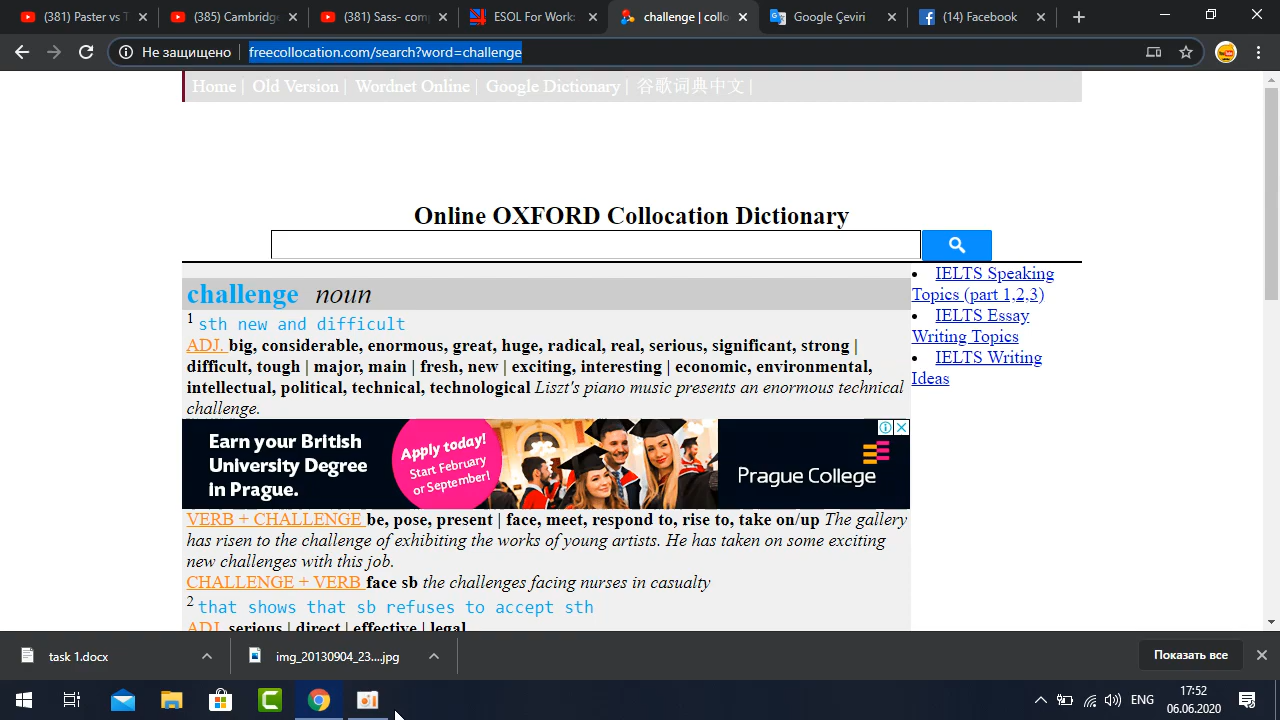 (381) Paster vs T
(385) Cambridg
(381) Sass- com
ESOL For Work:
challenge | collo
Google Çeviri
(14) Facebook
Не защищено
freecollocation.com/search?word=challenge
Home | Old Version | Wordnet Online | Google Dictionary | 谷歌词典中文 |
Online OXFORD Collocation Dictionary
challenge noun
1 sth new and difficult
ADJ. big, considerable, enormous, great, huge, radical, real, serious, significant, strong |
difficult, tough | major, main | fresh, new | exciting, interesting | economic, environmental,
intellectual, political, technical, technological Liszt's piano music presents an enormous technical
challenge.
IELTS Speaking
Topics (part 1,2,3)
IELTS Essay
Writing Topics
IELTS Writing
Ideas
Earn your British
University Degree
in Prague.
Apply today!
Start February
or September!
Prague College
VERB + CHALLENGE be, pose, present | face, meet, respond to, rise to, take on/up The gallery
has risen to the challenge of exhibiting the works of young artists. He has taken on some exciting
new challenges with this job.
CHALLENGE + VERB face sb the challenges facing nurses in casualty
2 that shows that sb refuses to accept sth
ADJ. serious | direct | effective | legal
task 1.docx
img_20130904_23....jpg
Показать все
ENG
17:52
06.06.2020